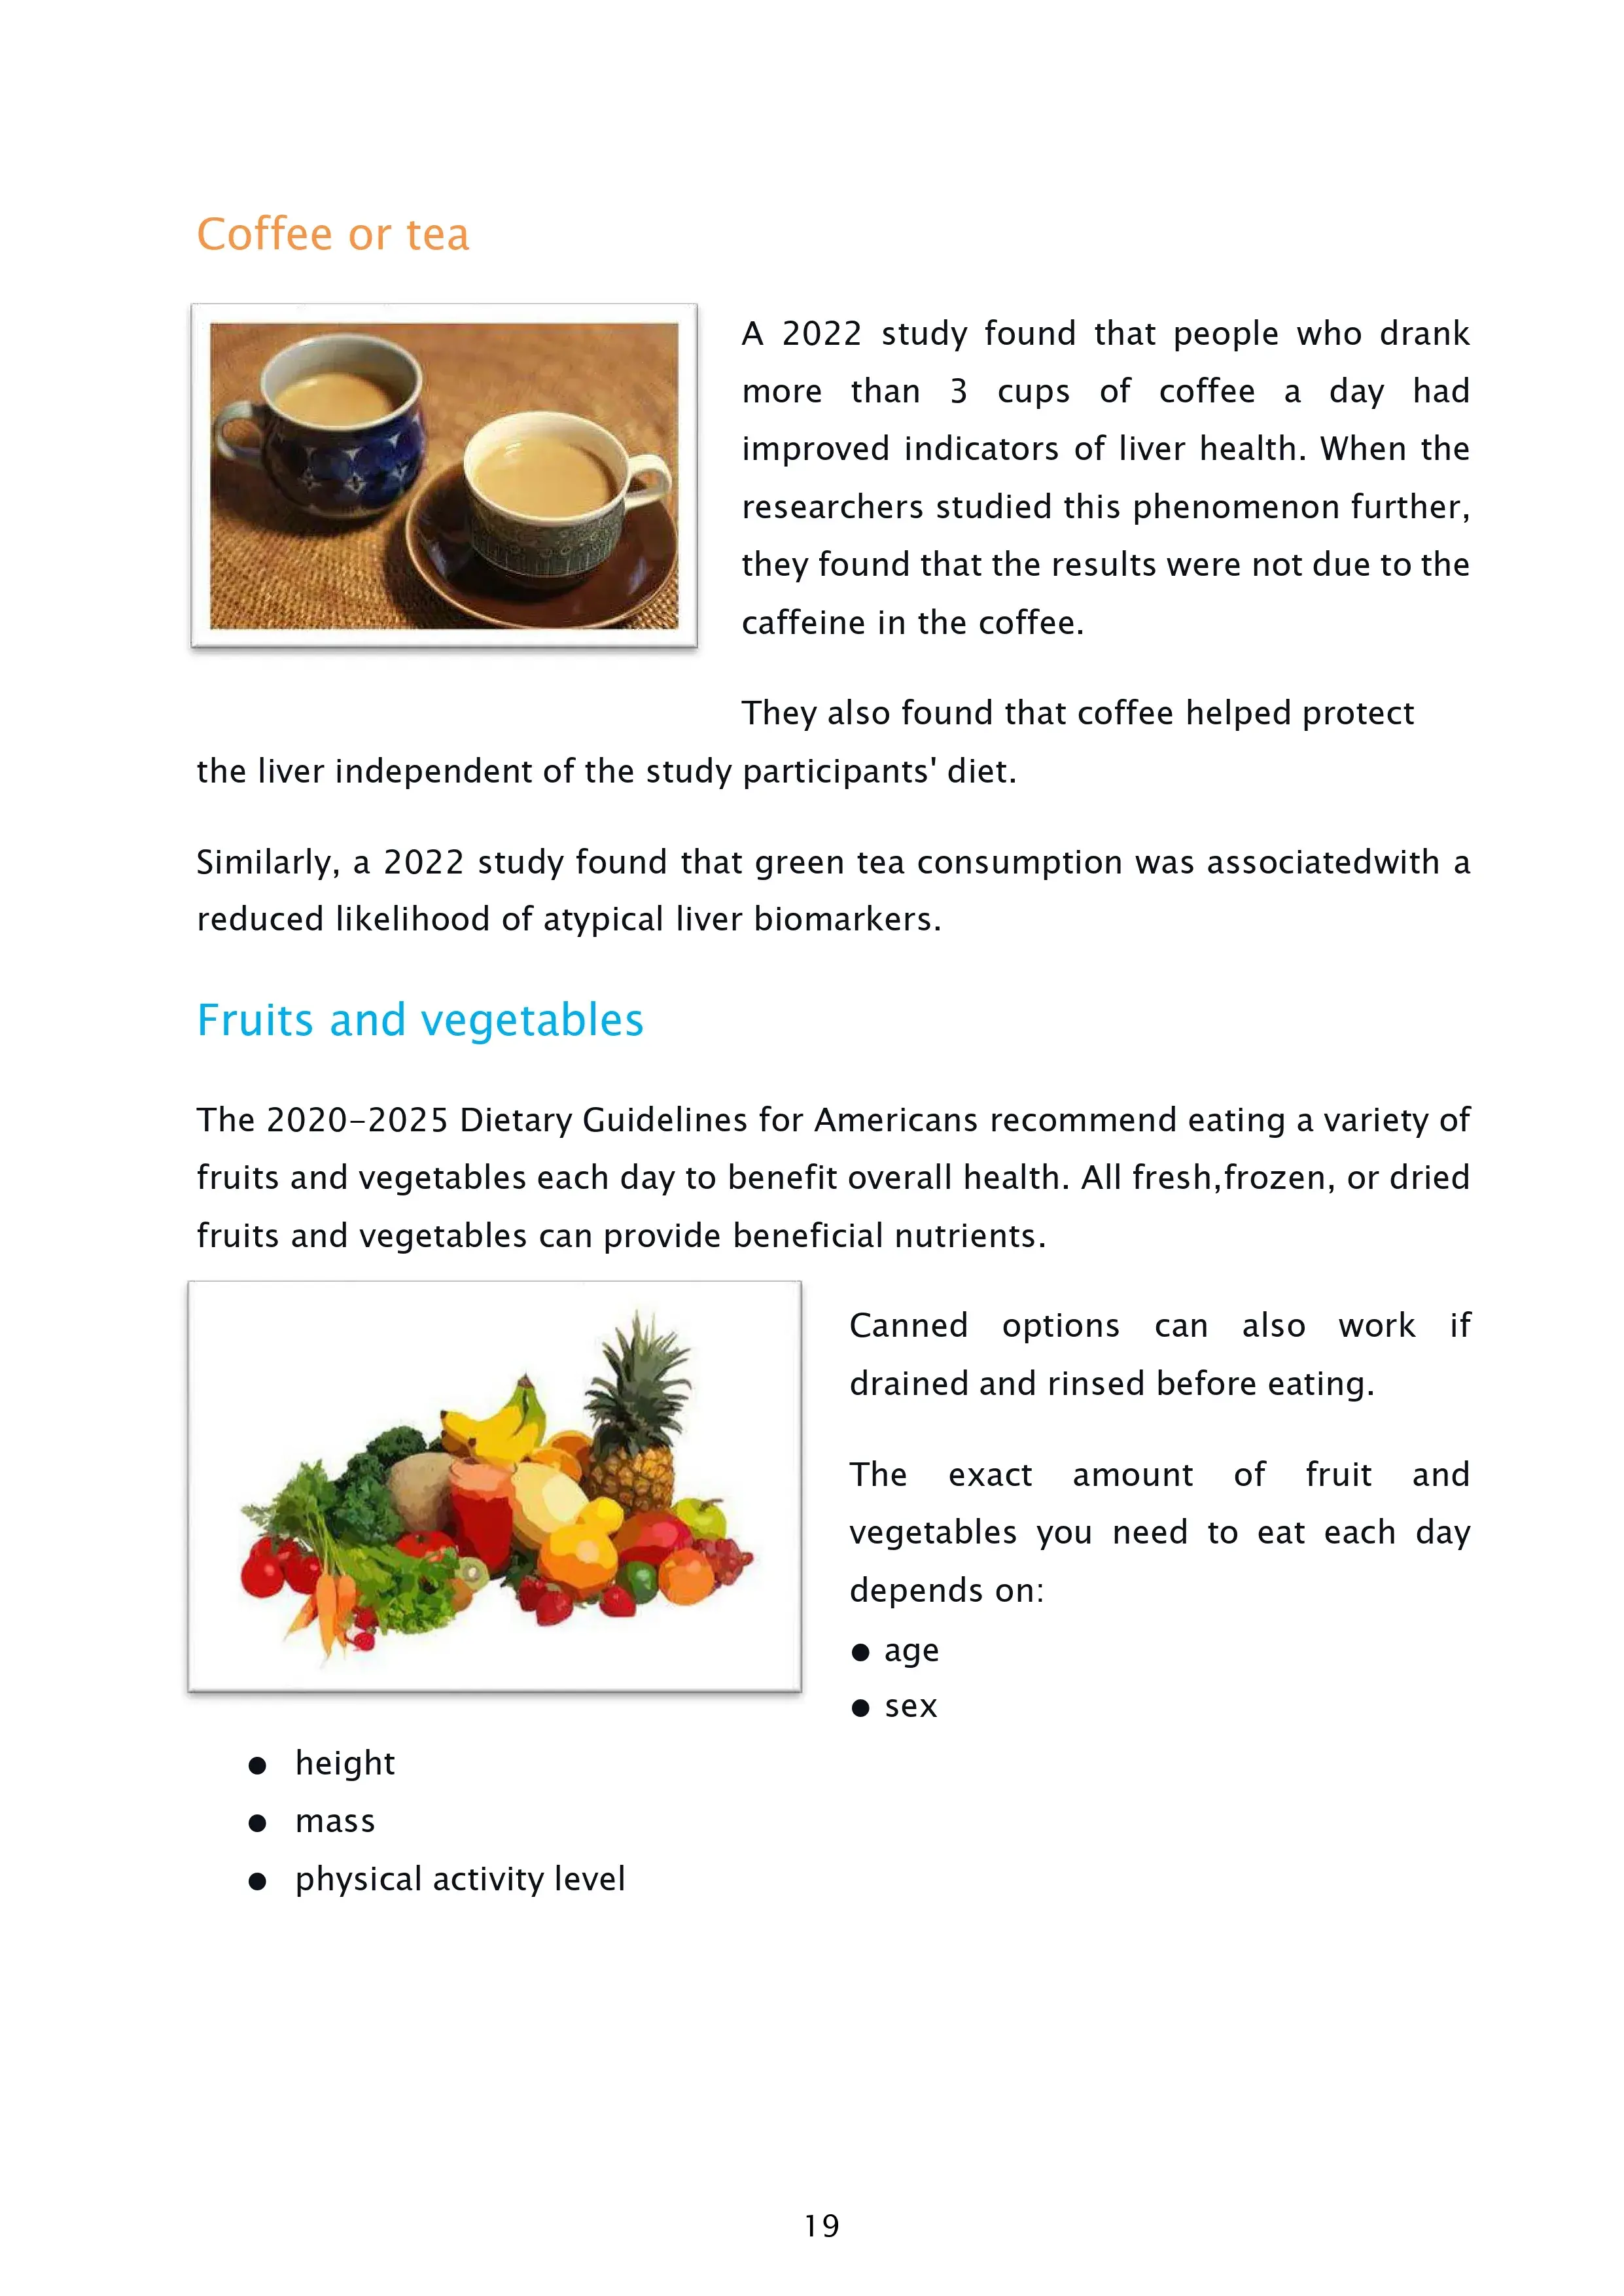 Coffee or tea
A 2022 study found that people who drank
more than 3 cups of coffee a day had
improved indicators of liver health. When the
researchers studied this phenomenon further,
they found that the results were not due to the
caffeine in the coffee.
They also found that coffee helped protect
the liver independent of the study participants' diet.
Similarly, a 2022 study found that green tea consumption was associatedwith a
reduced likelihood of atypical liver biomarkers.
Fruits and vegetables
The 2020-2025 Dietary Guidelines for Americans recommend eating a variety of
fruits and vegetables each day to benefit overall health. All fresh,frozen, or dried
fruits and vegetables can provide beneficial nutrients.
Canned options can also work if
drained and rinsed before eating.
The exact amount of fruit and
vegetables you need to eat each day
depends on:
● age
● sex
● height
● mass
● physical activity level
19